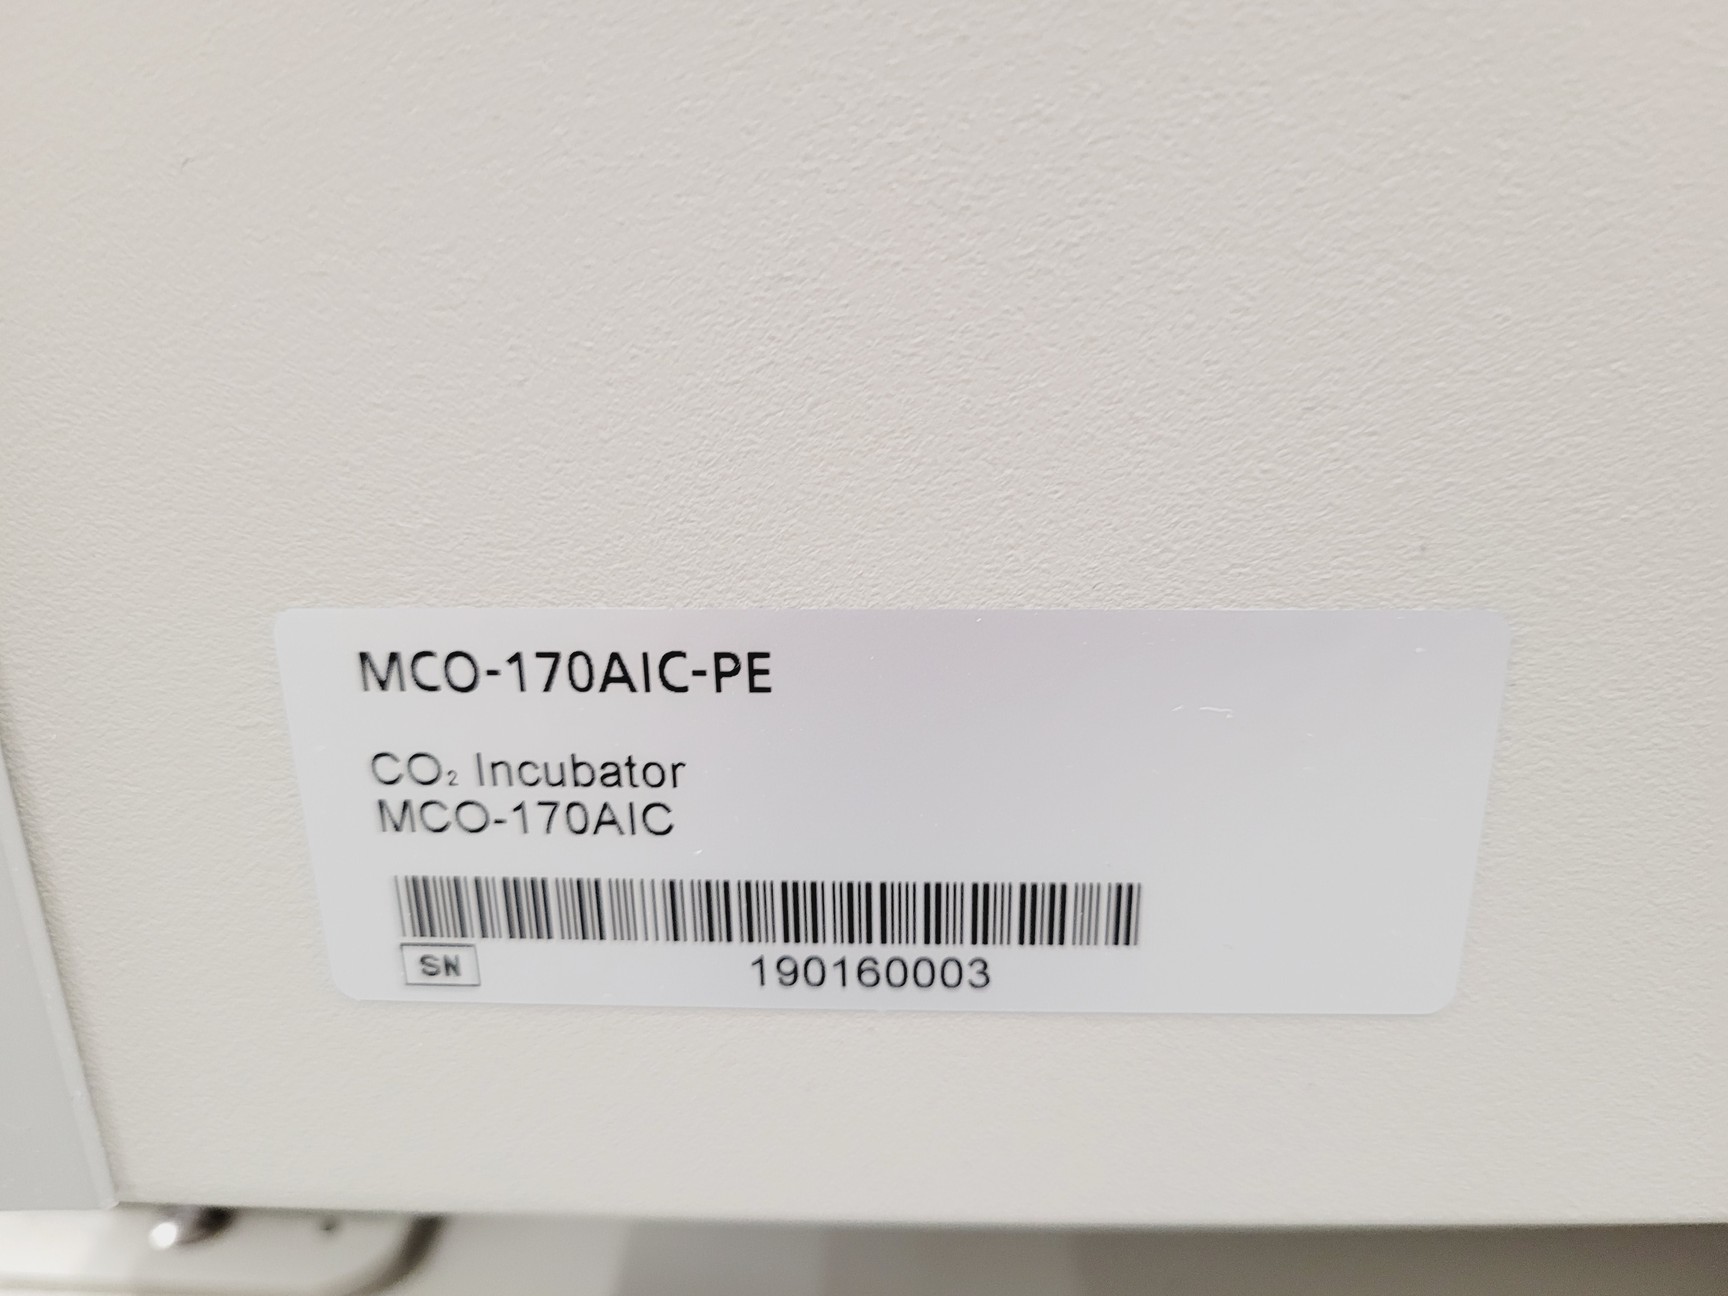 MCO-170AIC-PE
CO₂ Incubator
MCO-170AIC
SN 190160003